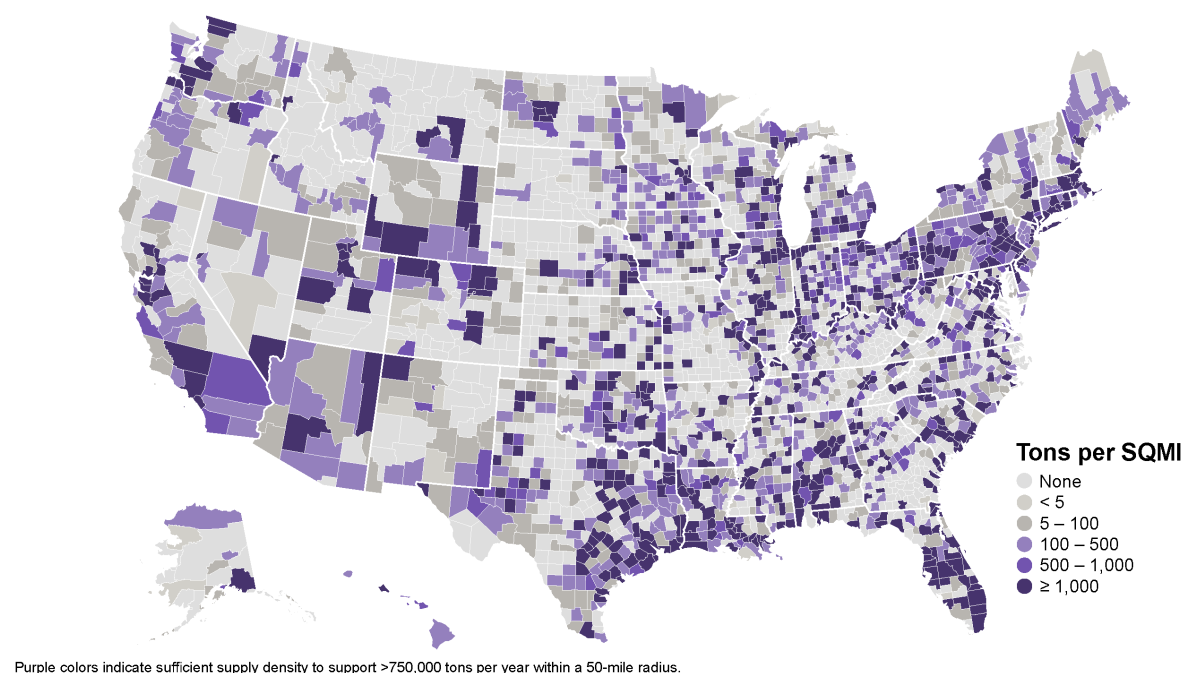 Tons per SQMI
None
< 5
5 – 100
100 – 500
500 – 1,000
≥ 1,000
Purple colors indicate sufficient supply density to support >750,000 tons per year within a 50-mile radius.